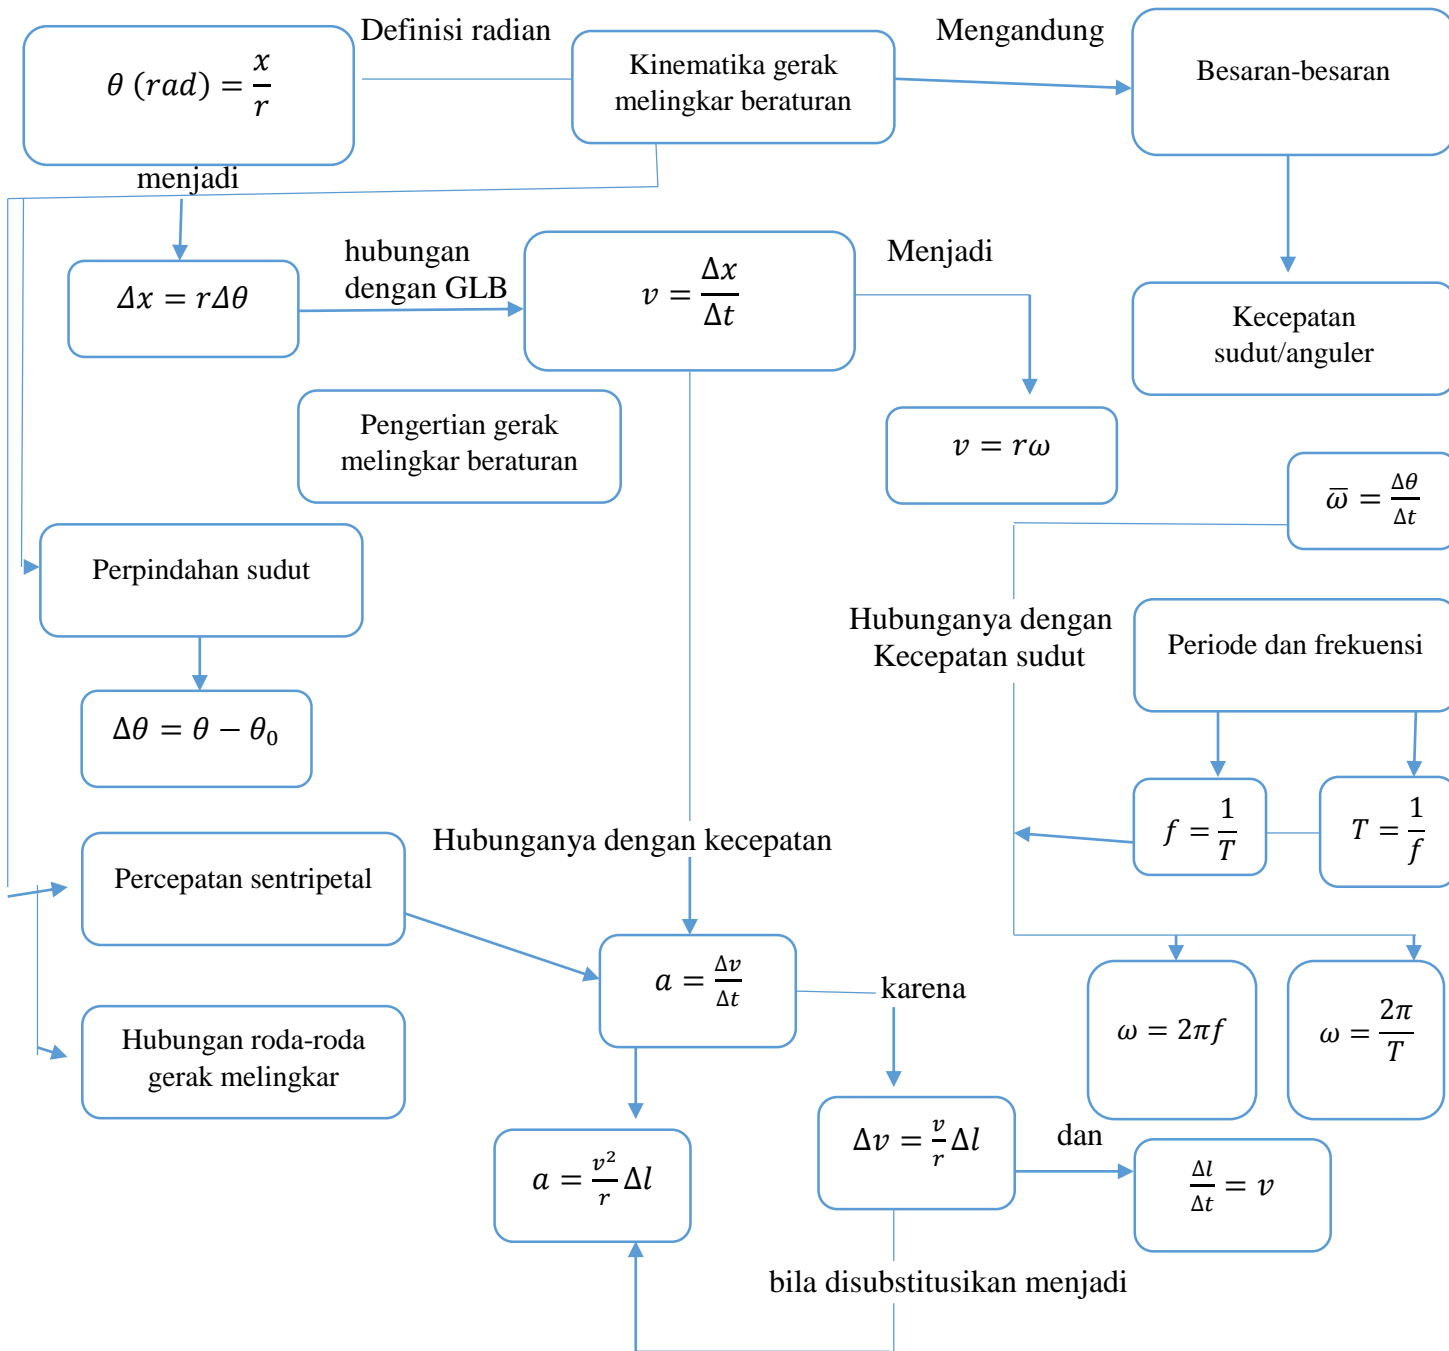 Definisi radian
Mengandung
θ (rad) = x/r
Kinematika gerak
melingkar beraturan
Besaran-besaran
menjadi
hubungan
dengan GLB
Menjadi
Δx = rΔθ
v = Δx/Δt
Kecepatan
sudut/anguler
Pengertian gerak
melingkar beraturan
v = rω
ω̅ = Δθ/Δt
Perpindahan sudut
Hubunganya dengan
Kecepatan sudut
Periode dan frekuensi
Δθ = θ − θ₀
f = 1/T
T = 1/f
Hubunganya dengan kecepatan
Percepatan sentripetal
a = Δv/Δt
karena
ω = 2πf
ω = 2π/T
Hubungan roda-roda
gerak melingkar
Δv = v/r Δl
dan
a = v²/r Δl
Δl/Δt = v
bila disubstitusikan menjadi